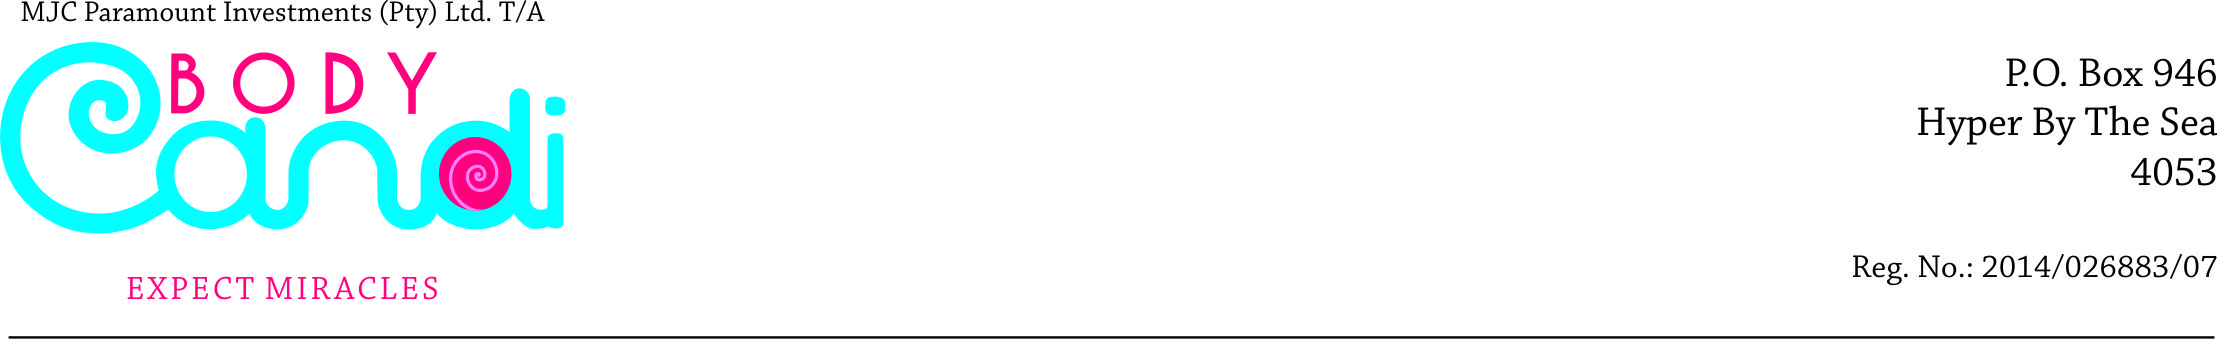 MJC Paramount Investments (Pty) Ltd. T/A
BODY
Candi
EXPECT MIRACLES
P.O. Box 946
Hyper By The Sea
4053
Reg. No.: 2014/026883/07